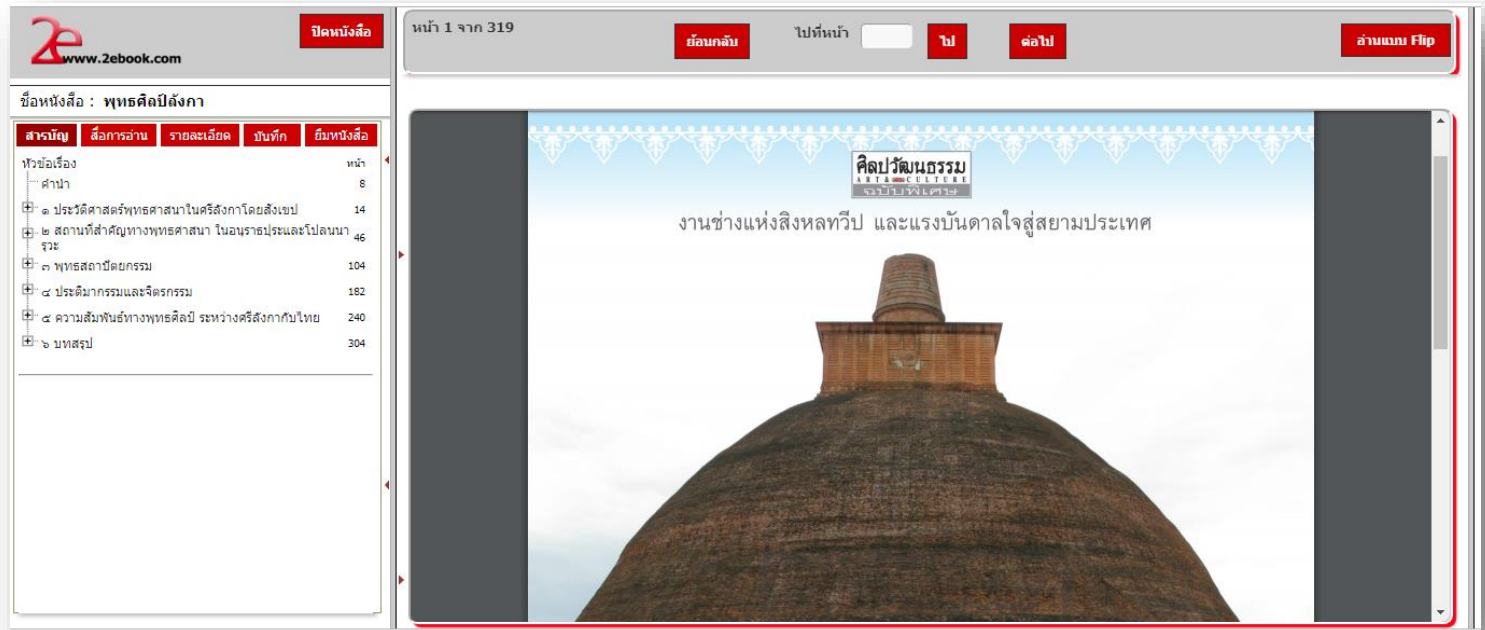 2e
www.2ebook.com
ปิดหนังสือ
ชื่อหนังสือ : พุทธศิลป์ลังกา
สารบัญ สื่อการอ่าน รายละเอียด บันทึก ยืมหนังสือ
หัวข้อเรื่อง หน้า
คำนำ 8
๑ ประวัติศาสตร์พุทธศาสนาในศรีลังกาโดยสังเขป 14
๒ สถานที่สำคัญทางพุทธศาสนา ในอนุราธปุระและโปลนนา
รุวะ 46
๓ พุทธสถาปัตยกรรม 104
๔ ประติมากรรมและจิตรกรรม 182
๕ ความสัมพันธ์ทางพุทธศิลป์ ระหว่างศรีลังกากับไทย 240
๖ บทสรุป 304
หน้า 1 จาก 319
ย้อนกลับ
ไปที่หน้า
ไป
ต่อไป
อ่านแบบ Flip
ศิลปวัฒนธรรม
ART & CULTURE
ฉบับพิเศษ
งานช่างแห่งสิงหลทวีป และแรงบันดาลใจสู่สยามประเทศ